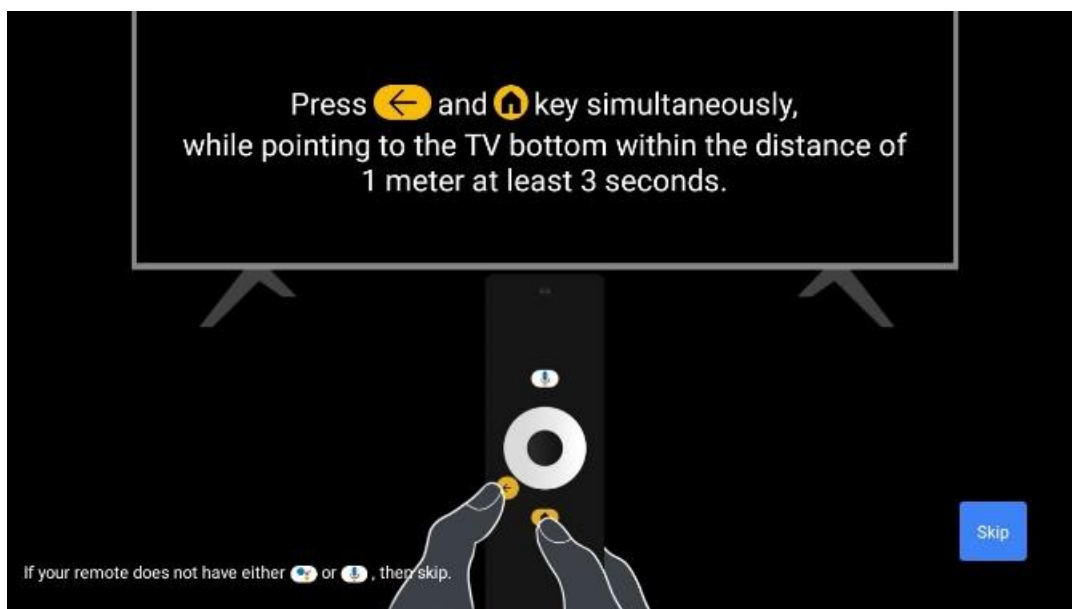 Press and key simultaneously,
while pointing to the TV bottom within the distance of
1 meter at least 3 seconds.
Skip
If your remote does not have either or , then skip.